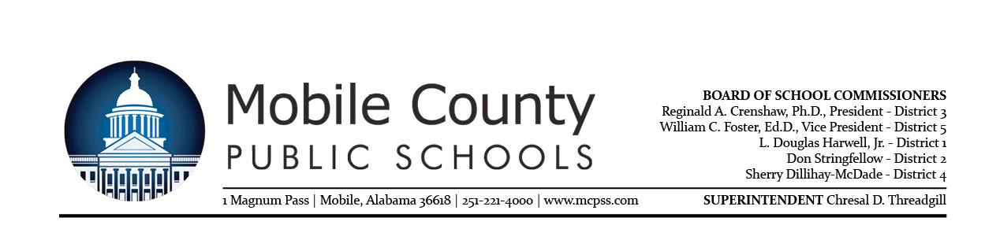 Mobile County
PUBLIC SCHOOLS
BOARD OF SCHOOL COMMISSIONERS
Reginald A. Crenshaw, Ph.D., President - District 3
William C. Foster, Ed.D., Vice President - District 5
L. Douglas Harwell, Jr. - District 1
Don Stringfellow - District 2
Sherry Dillihay-McDade - District 4
1 Magnum Pass | Mobile, Alabama 36618 | 251-221-4000 | www.mcpss.com
SUPERINTENDENT Chresal D. Threadgill